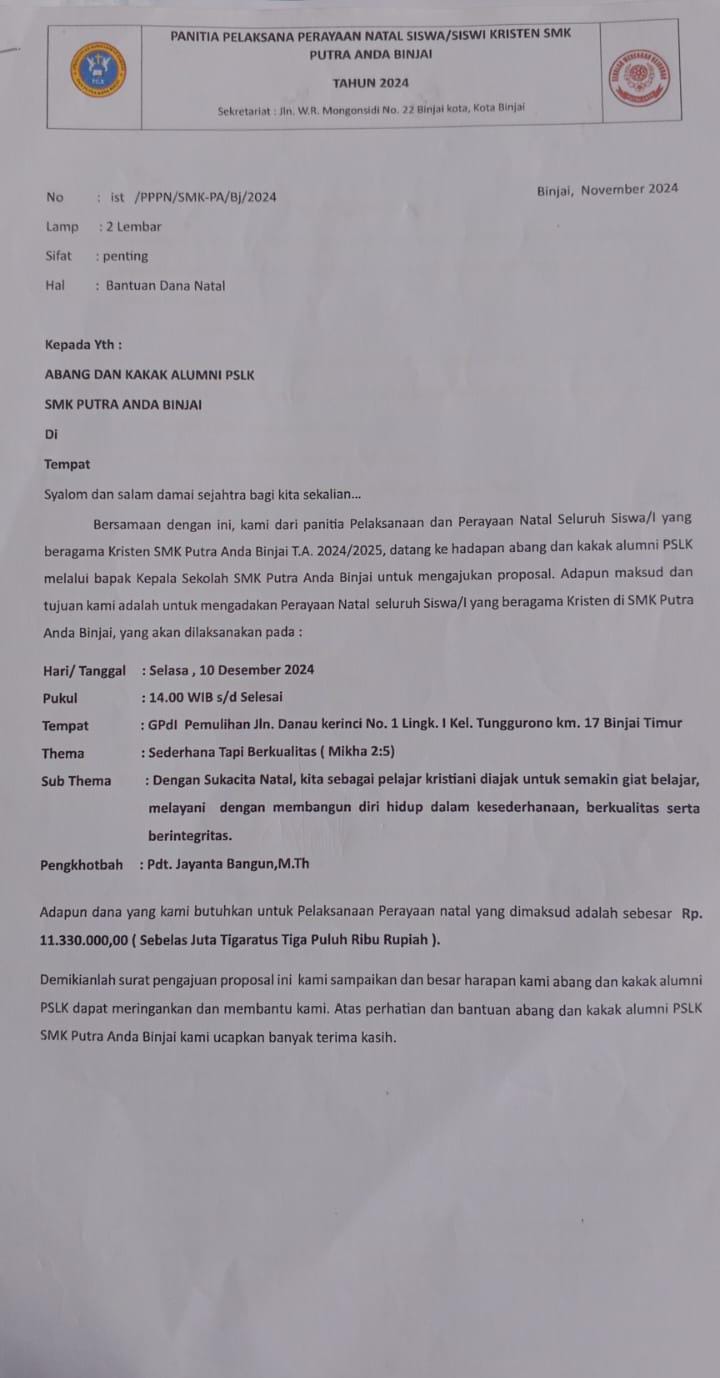 PANITIA PELAKSANA PERAYAAN NATAL SISWA/SISWI KRISTEN SMK
PUTRA ANDA BINJAI
TAHUN 2024
Sekretariat : Jln. W.R. Mongonsidi No. 22 Binjai kota, Kota Binjai
No : ist /PPPN/SMK-PA/Bj/2024
Binjai, November 2024
Lamp : 2 Lembar
Sifat : penting
Hal : Bantuan Dana Natal
Kepada Yth :
ABANG DAN KAKAK ALUMNI PSLK
SMK PUTRA ANDA BINJAI
Di
Tempat
Syalom dan salam damai sejahtra bagi kita sekalian...
Bersamaan dengan ini, kami dari panitia Pelaksanaan dan Perayaan Natal Seluruh Siswa/I yang
beragama Kristen SMK Putra Anda Binjai T.A. 2024/2025, datang ke hadapan abang dan kakak alumni PSLK
melalui bapak Kepala Sekolah SMK Putra Anda Binjai untuk mengajukan proposal. Adapun maksud dan
tujuan kami adalah untuk mengadakan Perayaan Natal seluruh Siswa/I yang beragama Kristen di SMK Putra
Anda Binjai, yang akan dilaksanakan pada :
Hari/ Tanggal : Selasa , 10 Desember 2024
Pukul : 14.00 WIB s/d Selesai
Tempat : GPdI Pemulihan Jln. Danau kerinci No. 1 Lingk. I Kel. Tunggurono km. 17 Binjai Timur
Thema : Sederhana Tapi Berkualitas ( Mikha 2:5)
Sub Thema : Dengan Sukacita Natal, kita sebagai pelajar kristiani diajak untuk semakin giat belajar,
melayani dengan membangun diri hidup dalam kesederhanaan, berkualitas serta
berintegritas.
Pengkhotbah : Pdt. Jayanta Bangun,M.Th
Adapun dana yang kami butuhkan untuk Pelaksanaan Perayaan natal yang dimaksud adalah sebesar Rp.
11.330.000,00 ( Sebelas Juta Tigaratus Tiga Puluh Ribu Rupiah ).
Demikianlah surat pengajuan proposal ini kami sampaikan dan besar harapan kami abang dan kakak alumni
PSLK dapat meringankan dan membantu kami. Atas perhatian dan bantuan abang dan kakak alumni PSLK
SMK Putra Anda Binjai kami ucapkan banyak terima kasih.